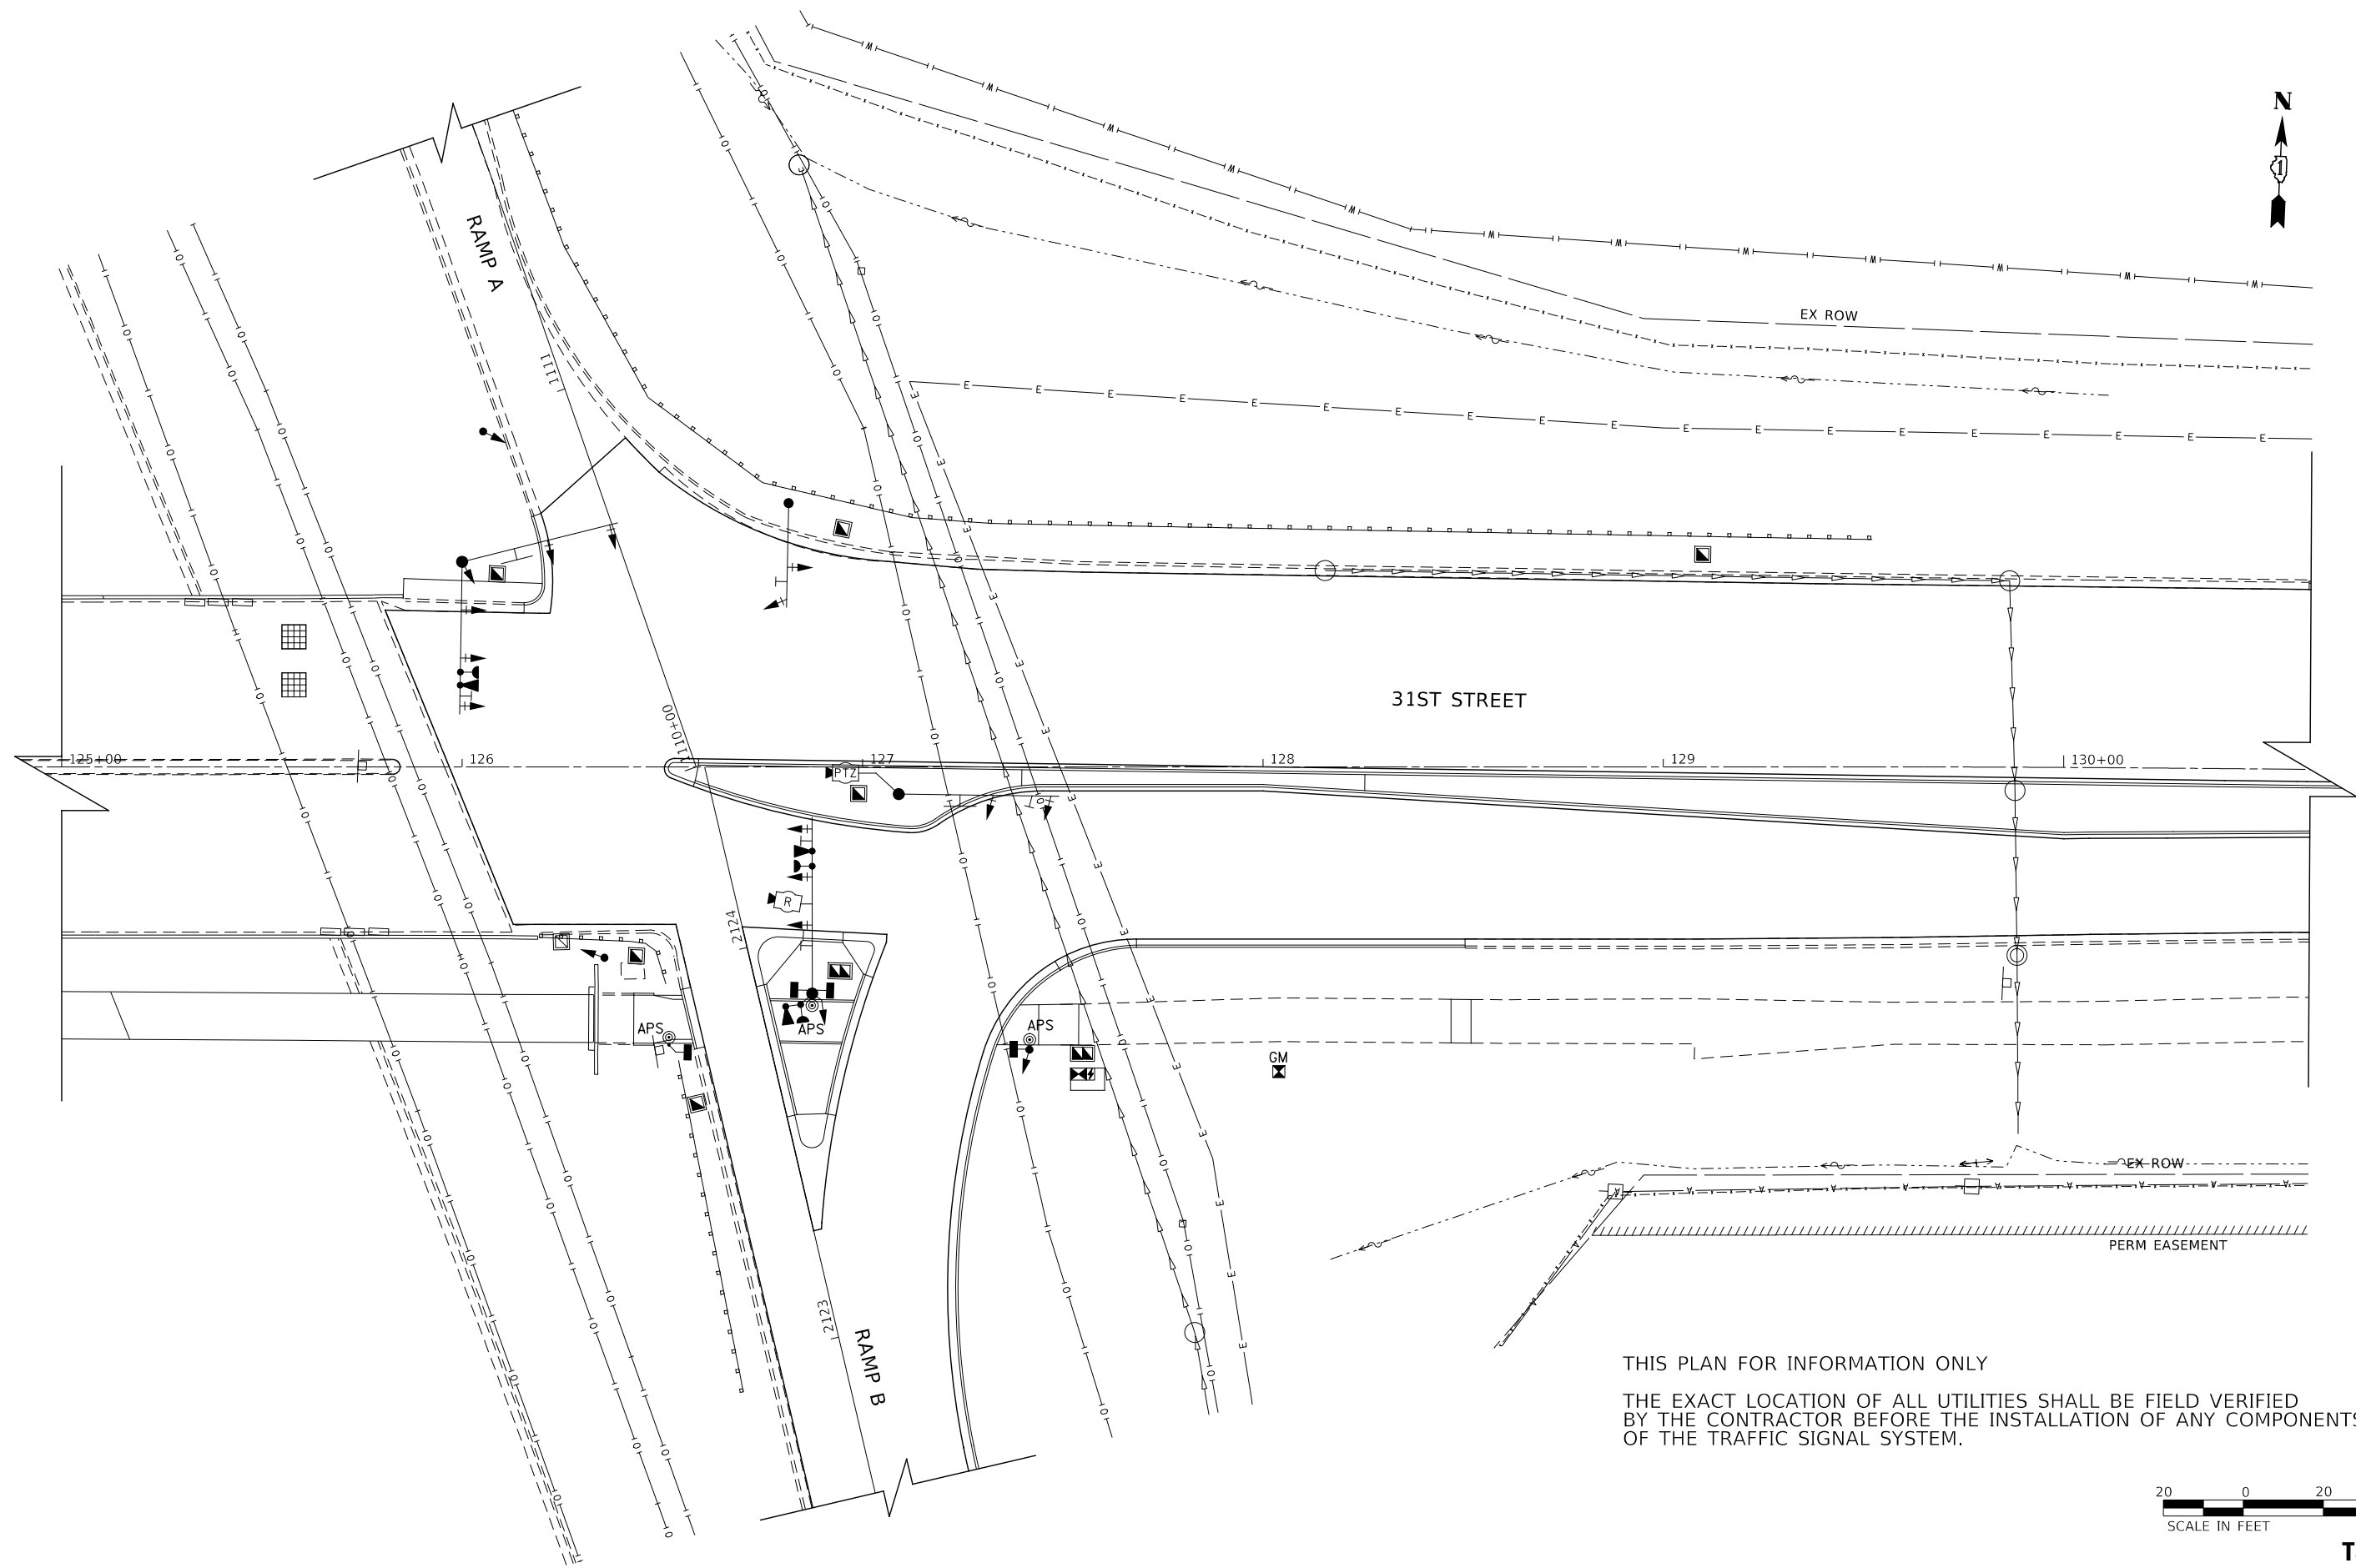 N
1
RAMP A
EX ROW
1111
31ST STREET
1110+00
125+00
126
127
128
129
130+00
PTZ
R
2124
APS
APS
APS
GM
EX ROW
PERM EASEMENT
2123
RAMP B
THIS PLAN FOR INFORMATION ONLY
THE EXACT LOCATION OF ALL UTILITIES SHALL BE FIELD VERIFIED
BY THE CONTRACTOR BEFORE THE INSTALLATION OF ANY COMPONENTS
OF THE TRAFFIC SIGNAL SYSTEM.
20 0 20
SCALE IN FEET